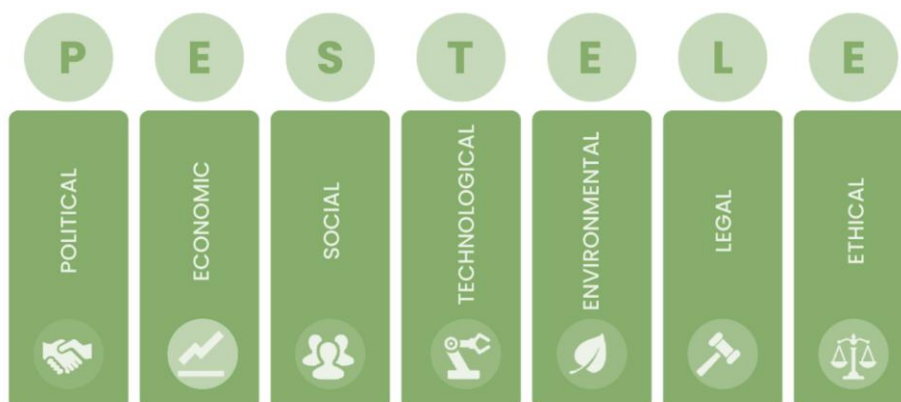 P E S T E L E
POLITICAL
ECONOMIC
SOCIAL
TECHNOLOGICAL
ENVIRONMENTAL
LEGAL
ETHICAL